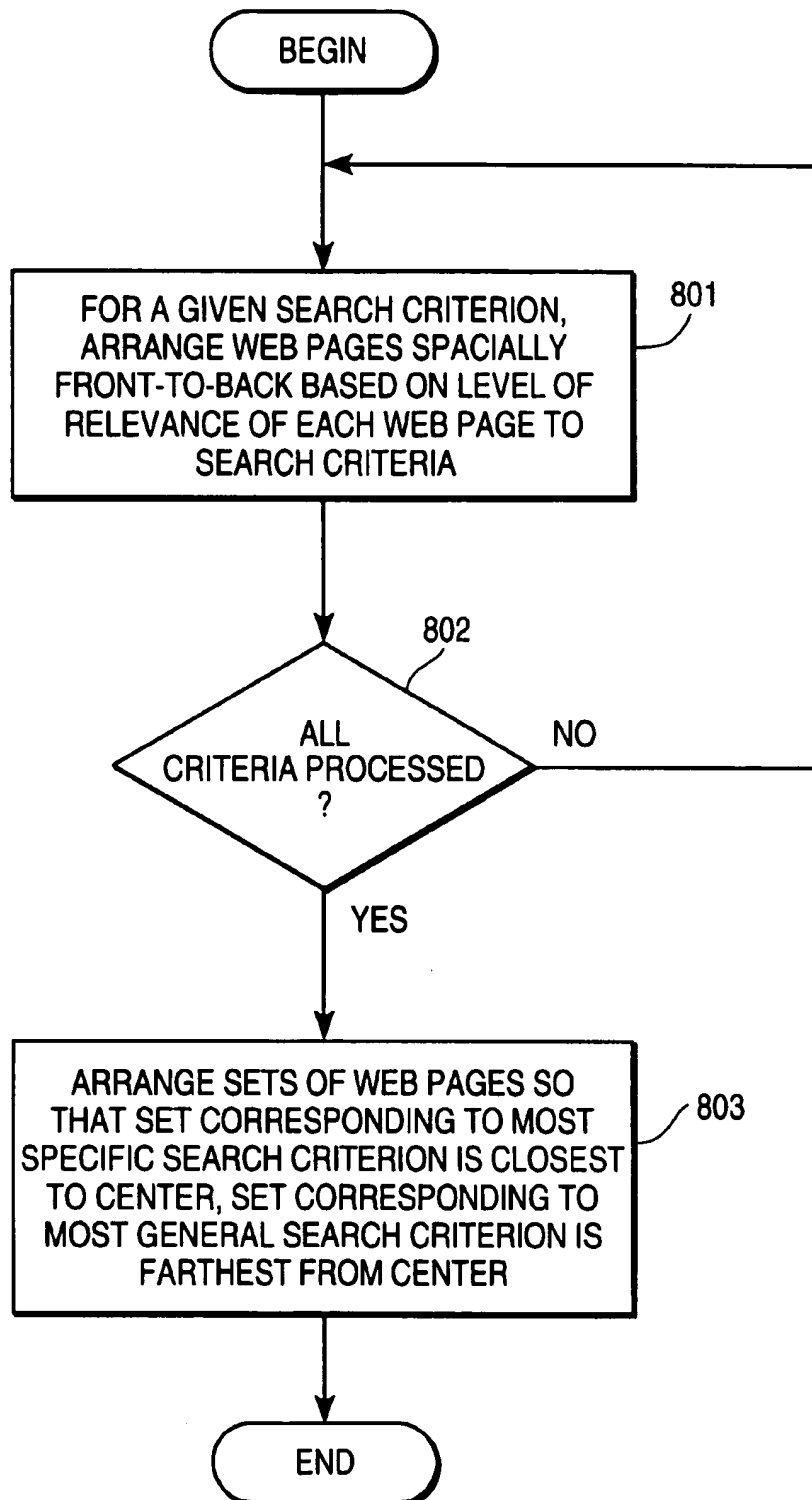 BEGIN
FOR A GIVEN SEARCH CRITERION,
ARRANGE WEB PAGES SPACIALLY
FRONT-TO-BACK BASED ON LEVEL OF
RELEVANCE OF EACH WEB PAGE TO
SEARCH CRITERIA
801
802
ALL
CRITERIA PROCESSED
?
NO
YES
ARRANGE SETS OF WEB PAGES SO
THAT SET CORRESPONDING TO MOST
SPECIFIC SEARCH CRITERION IS CLOSEST
TO CENTER, SET CORRESPONDING TO
MOST GENERAL SEARCH CRITERION IS
FARTHEST FROM CENTER
803
END